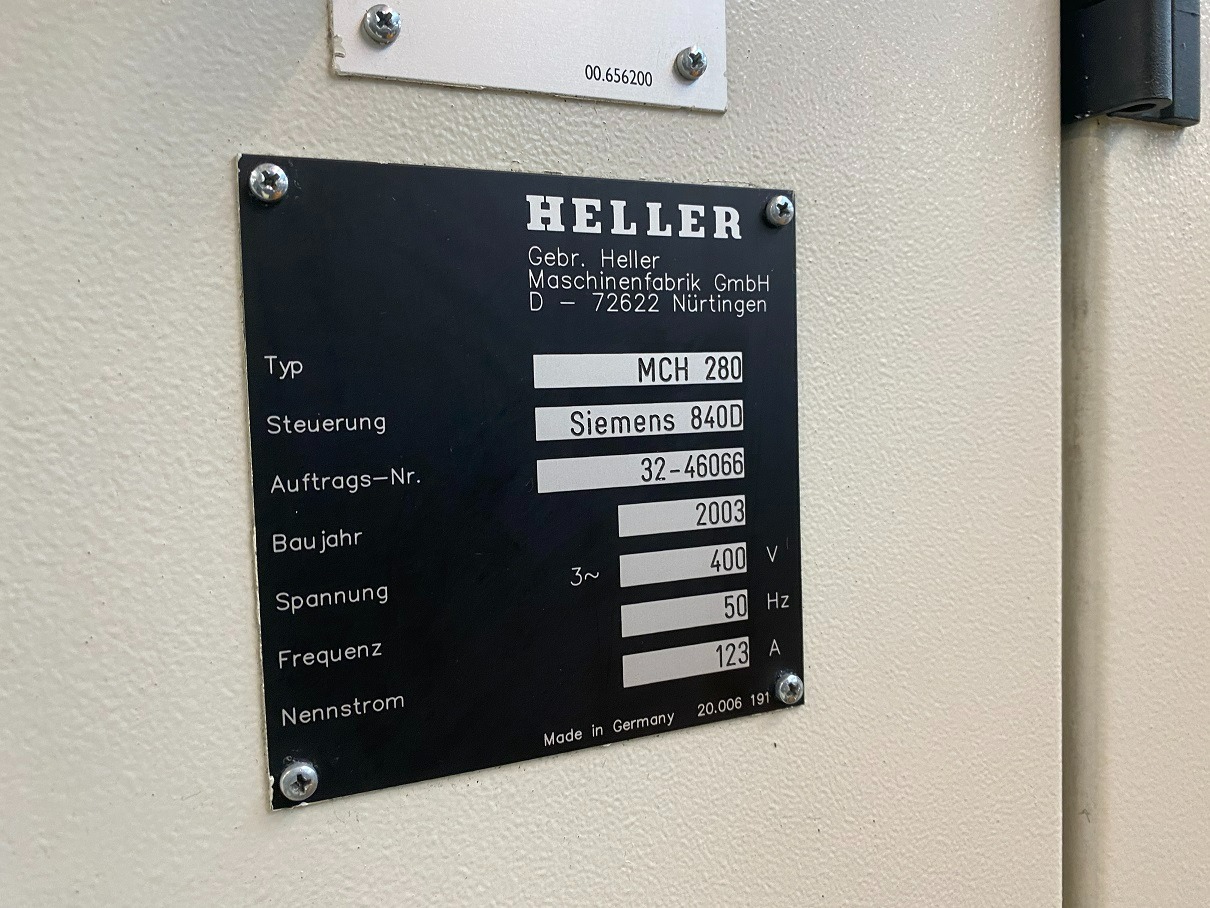 00.656200
HELLER
Gebr. Heller
Maschinenfabrik GmbH
D – 72622 Nürtingen
Typ MCH 280
Steuerung Siemens 840D
Auftrags–Nr. 32-46066
Baujahr 2003
Spannung 3~ 400 V
Frequenz 50 Hz
Nennstrom 123 A
Made in Germany 20.006 191